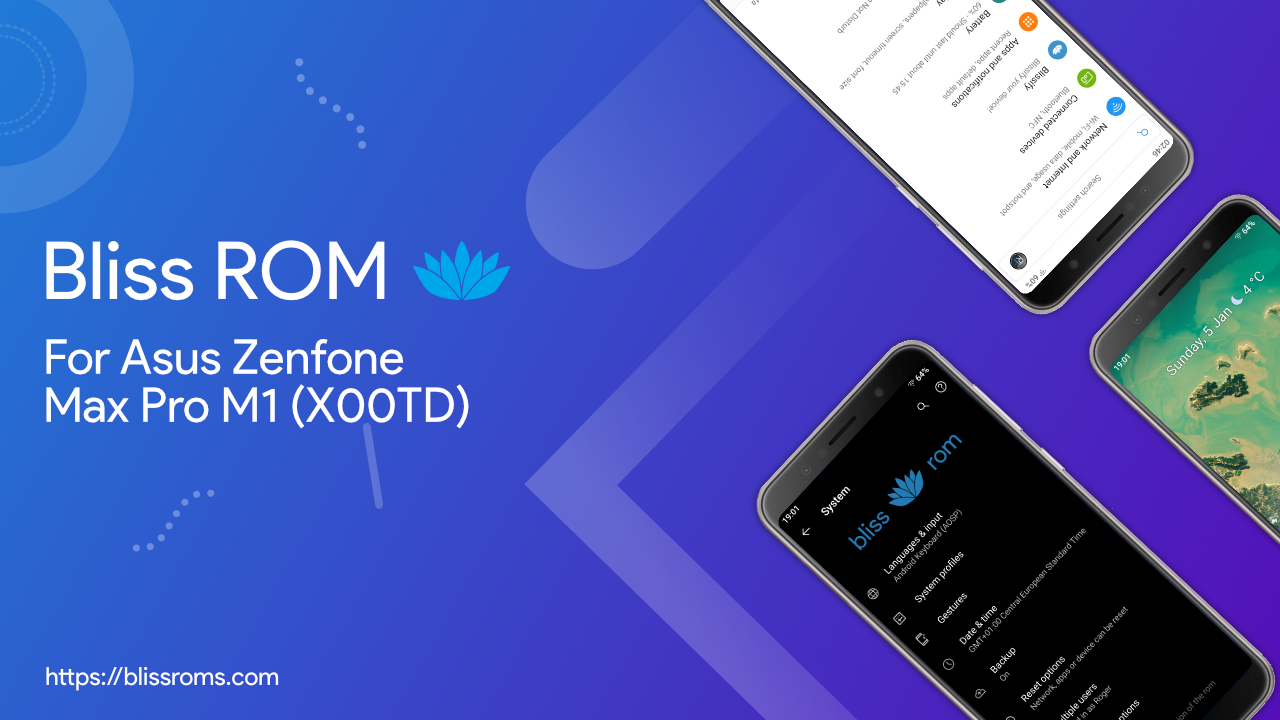 Bliss ROM
For Asus Zenfone
Max Pro M1 (X00TD)
https://blissroms.com
02:46
60%
Search settings
Network and Internet
Wi-Fi, mobile, data usage, and hotspot
Connected devices
Bluetooth, NFC
Blissify
Blissify your device!
Apps and notifications
Recent apps, default apps
Battery
60% - Should last until about 15:45
screen timeout, font size
Not Disturb
19:01
64%
Sunday, 5 Jan 4 °C
19:01
64%
System
bliss rom
Languages & input
Android Keyboard (AOSP)
System profiles
Gestures
Date & time
GMT+01:00 Central European Standard Time
Backup
On
Reset options
Network, apps or device can be reset
users
in as Roger
of the rom